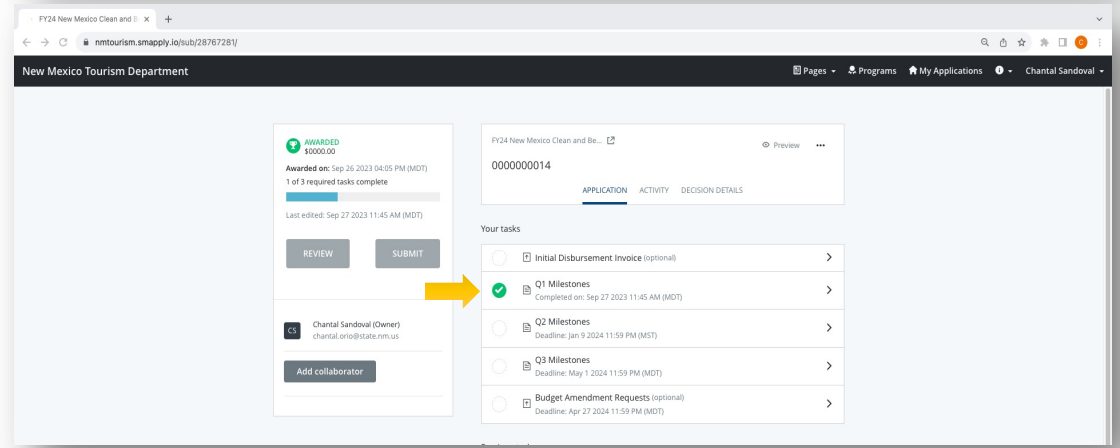 FY24 New Mexico Clean and B
nmtourism.smapply.io/sub/28767281/
C
New Mexico Tourism Department
Pages
Programs
My Applications
Chantal Sandoval
AWARDED
$0000.00
Awarded on: Sep 26 2023 04:05 PM (MDT)
1 of 3 required tasks complete
Last edited: Sep 27 2023 11:45 AM (MDT)
REVIEW
SUBMIT
CS
Chantal Sandoval (Owner)
chantal.orio@state.nm.us
Add collaborator
FY24 New Mexico Clean and Be...
Preview
0000000014
APPLICATION
ACTIVITY
DECISION DETAILS
Your tasks
Initial Disbursement Invoice (optional)
Q1 Milestones
Completed on: Sep 27 2023 11:45 AM (MDT)
Q2 Milestones
Deadline: Jan 9 2024 11:59 PM (MST)
Q3 Milestones
Deadline: May 1 2024 11:59 PM (MDT)
Budget Amendment Requests (optional)
Deadline: Apr 27 2024 11:59 PM (MDT)